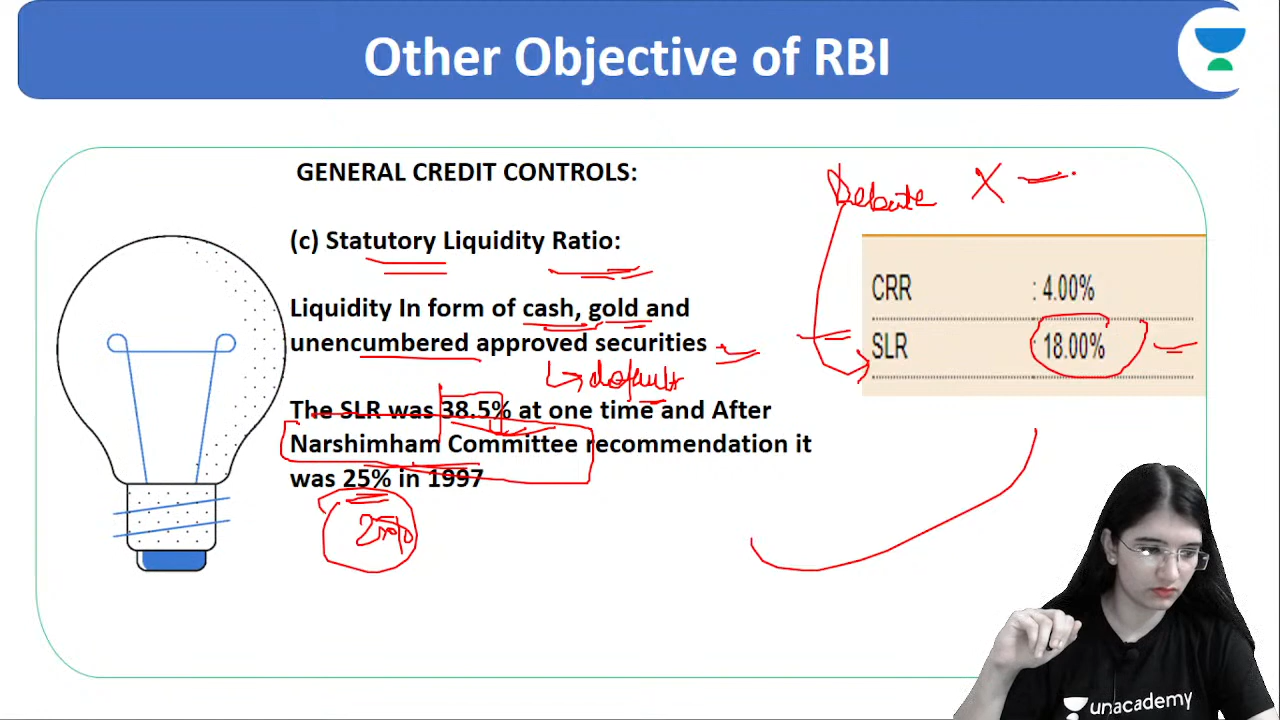 Other Objective of RBI
GENERAL CREDIT CONTROLS:
(c) Statutory Liquidity Ratio:
Liquidity In form of cash, gold and
unencumbered approved securities
default
The SLR was 38.5% at one time and After
Narshimham Committee recommendation it
was 25% in 1997
Debate X
CRR : 4.00%
SLR : 18.00%
unacademy